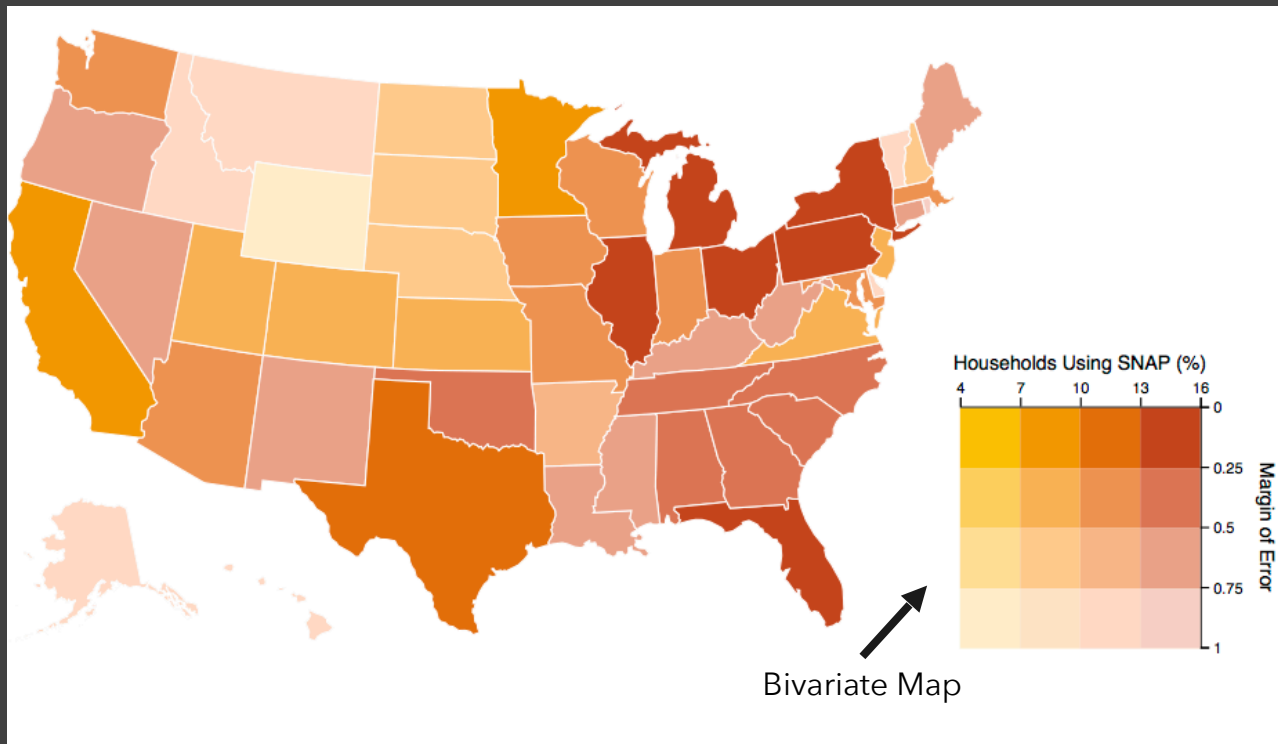 Households Using SNAP (%)
4 7 10 13 16
0
0.25
0.5
0.75
1
Margin of Error
Bivariate Map